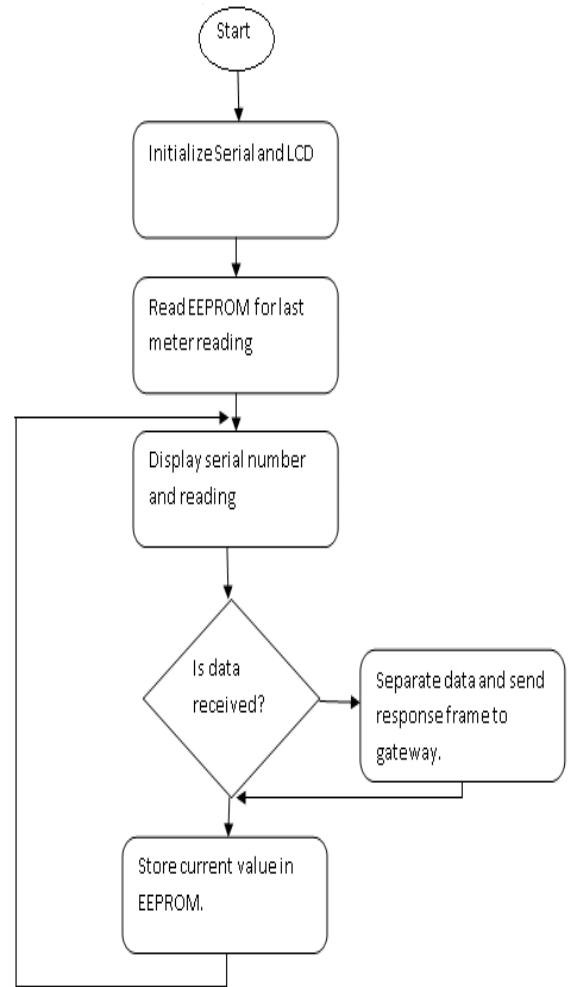 Start
Initialize Serial and LCD
Read EEPROM for last
meter reading
Display serial number
and reading
Is data
received?
Separate data and send
response frame to
gateway.
Store current value in
EEPROM.